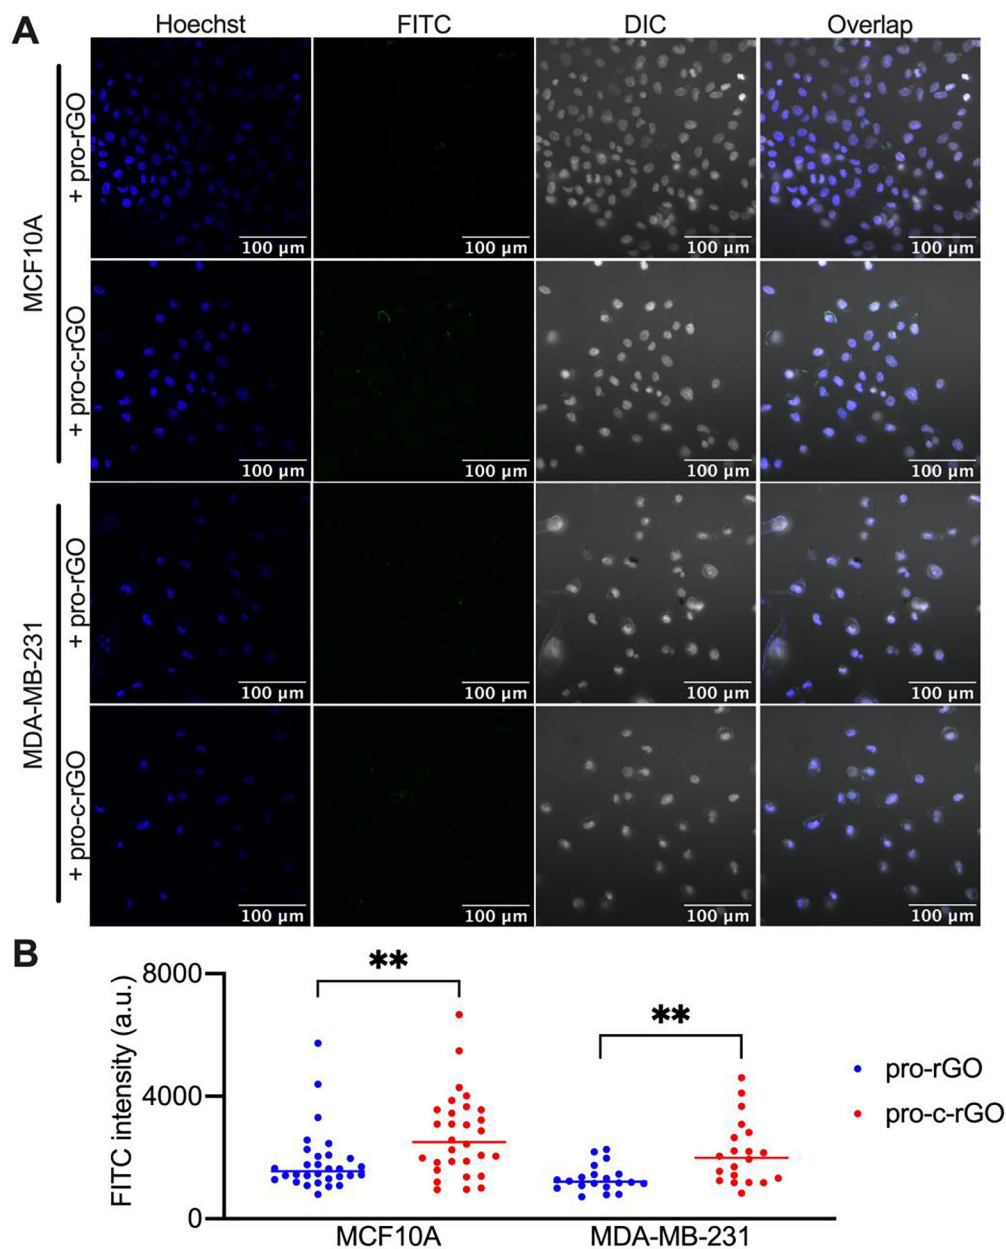 A
Hoechst FITC DIC Overlap
MCF10A
+ pro-rGO
100 µm 100 µm 100 µm 100 µm
+ pro-c-rGO
100 µm 100 µm 100 µm 100 µm
MDA-MB-231
+ pro-rGO
100 µm 100 µm 100 µm 100 µm
+ pro-c-rGO
100 µm 100 µm 100 µm 100 µm
B
FITC intensity (a.u.)
8000
4000
0
** **
MCF10A MDA-MB-231
pro-rGO
pro-c-rGO